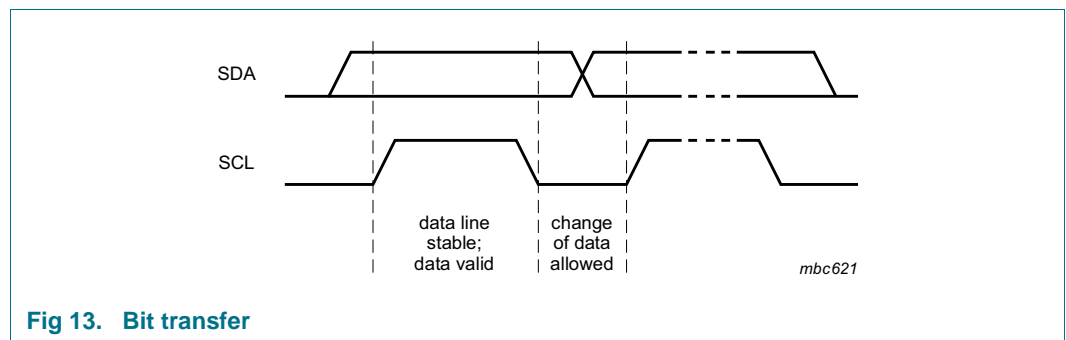 SDA
SCL
data line
stable;
data valid
change
of data
allowed
mbc621
Fig 13. Bit transfer